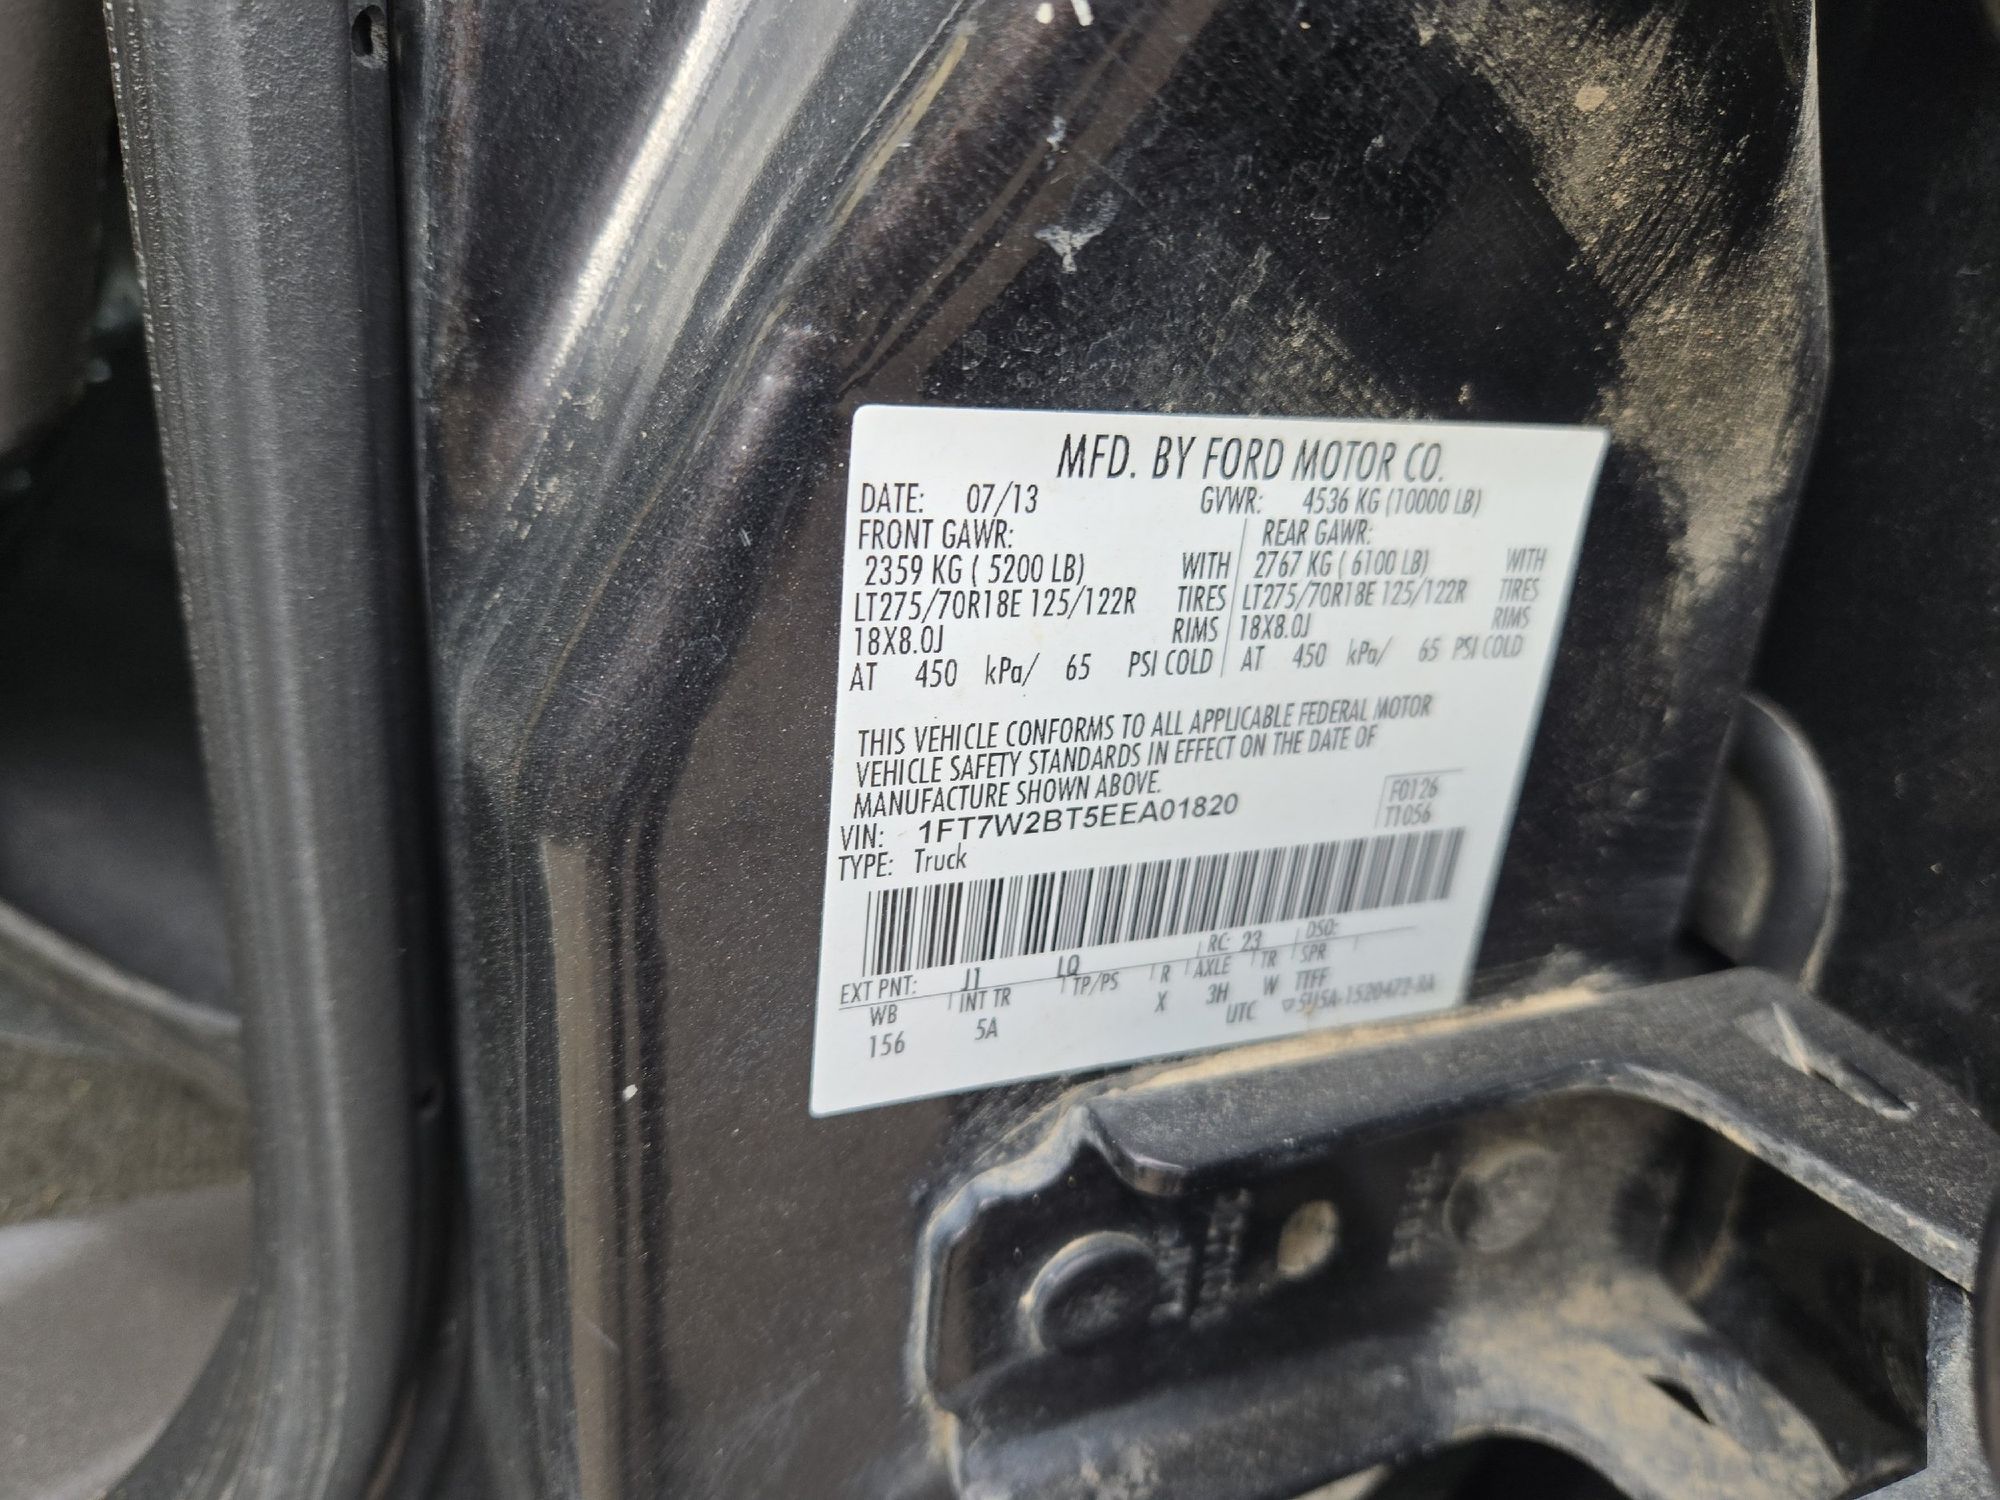 MFD. BY FORD MOTOR CO.
DATE: 07/13 GVWR: 4536 KG (10000 LB)
FRONT GAWR: REAR GAWR:
2359 KG ( 5200 LB) WITH 2767 KG ( 6100 LB) WITH
LT275/70R18E 125/122R TIRES LT275/70R18E 125/122R TIRES
18X8.0J RIMS 18X8.0J RIMS
AT 450 kPa/ 65 PSI COLD AT 450 kPa/ 65 PSI COLD
THIS VEHICLE CONFORMS TO ALL APPLICABLE FEDERAL MOTOR
VEHICLE SAFETY STANDARDS IN EFFECT ON THE DATE OF
MANUFACTURE SHOWN ABOVE.
F0126
VIN: 1FT7W2BT5EEA01820 T1056
TYPE: Truck
EXT PNT: J1 LQ RC: 23 DSO:
WB INT TR TP/PS R AXLE TR SPR
156 5A X 3H W TTFF
UTC 5U5A-1520472-RA